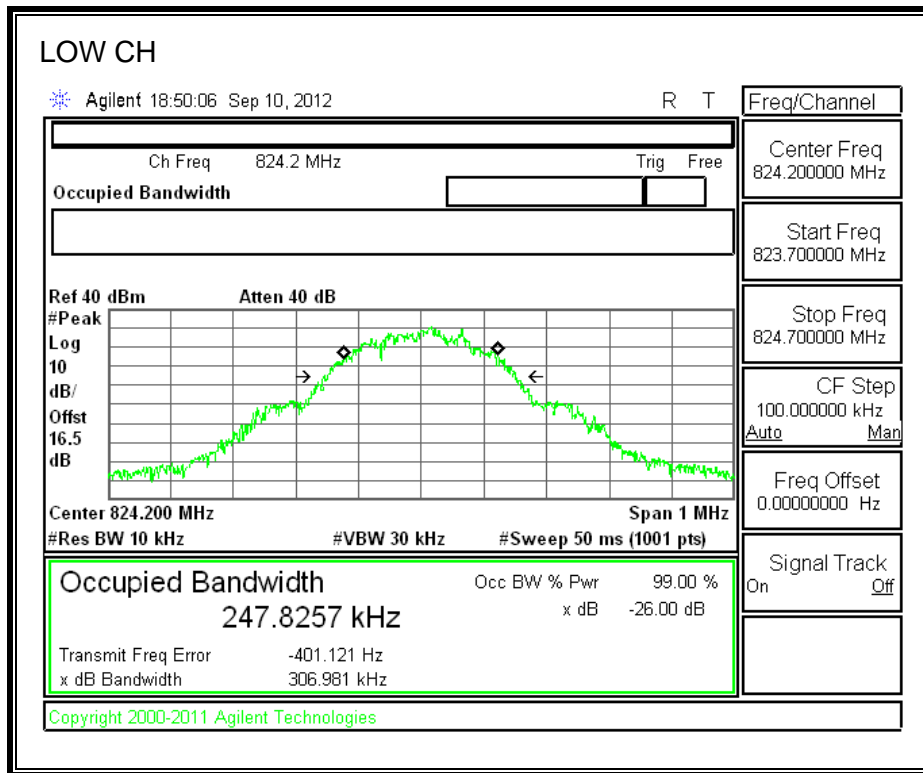 LOW CH
Agilent 18:50:06 Sep 10, 2012 R T
Freq/Channel
Ch Freq 824.2 MHz Trig Free
Occupied Bandwidth
Center Freq
824.200000 MHz
Start Freq
823.700000 MHz
Stop Freq
824.700000 MHz
CF Step
100.000000 kHz
Auto Man
Freq Offset
0.00000000 Hz
Signal Track
On Off
Ref 40 dBm Atten 40 dB
#Peak
Log
10
dB/
Offst
16.5
dB
Center 824.200 MHz Span 1 MHz
#Res BW 10 kHz #VBW 30 kHz #Sweep 50 ms (1001 pts)
Occupied Bandwidth Occ BW % Pwr 99.00 %
247.8257 kHz x dB -26.00 dB
Transmit Freq Error -401.121 Hz
x dB Bandwidth 306.981 kHz
Copyright 2000-2011 Agilent Technologies